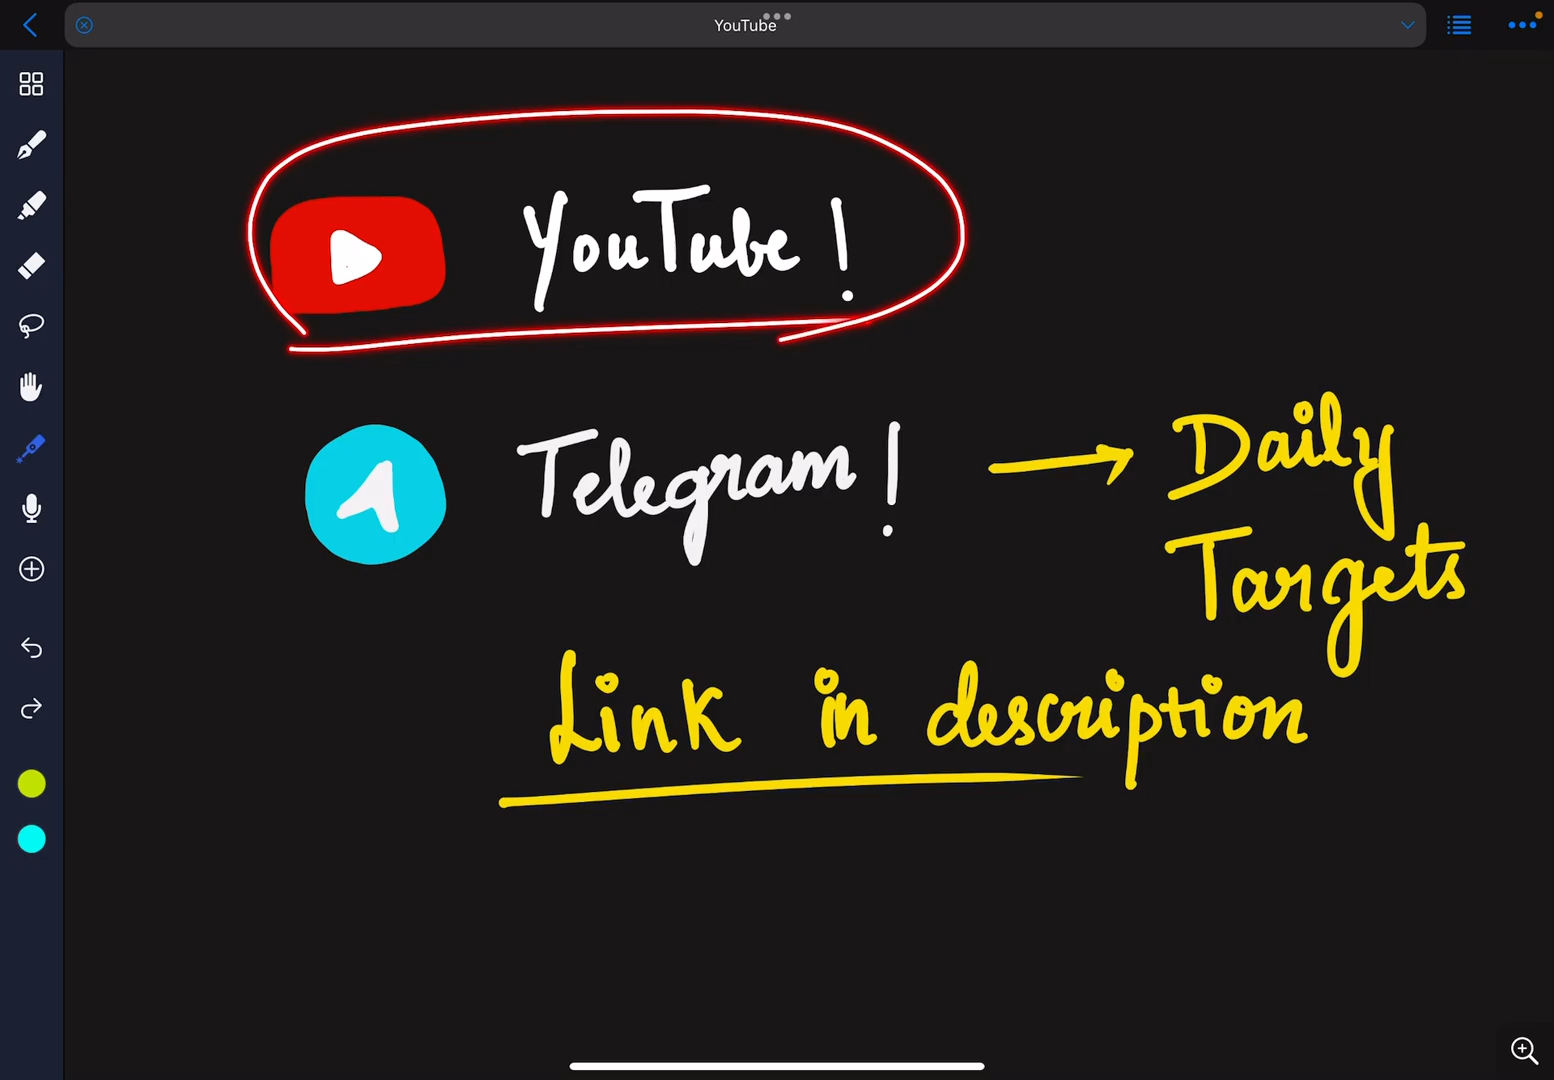 YouTube
YouTube!
Telegram! → Daily
Targets
Link in description